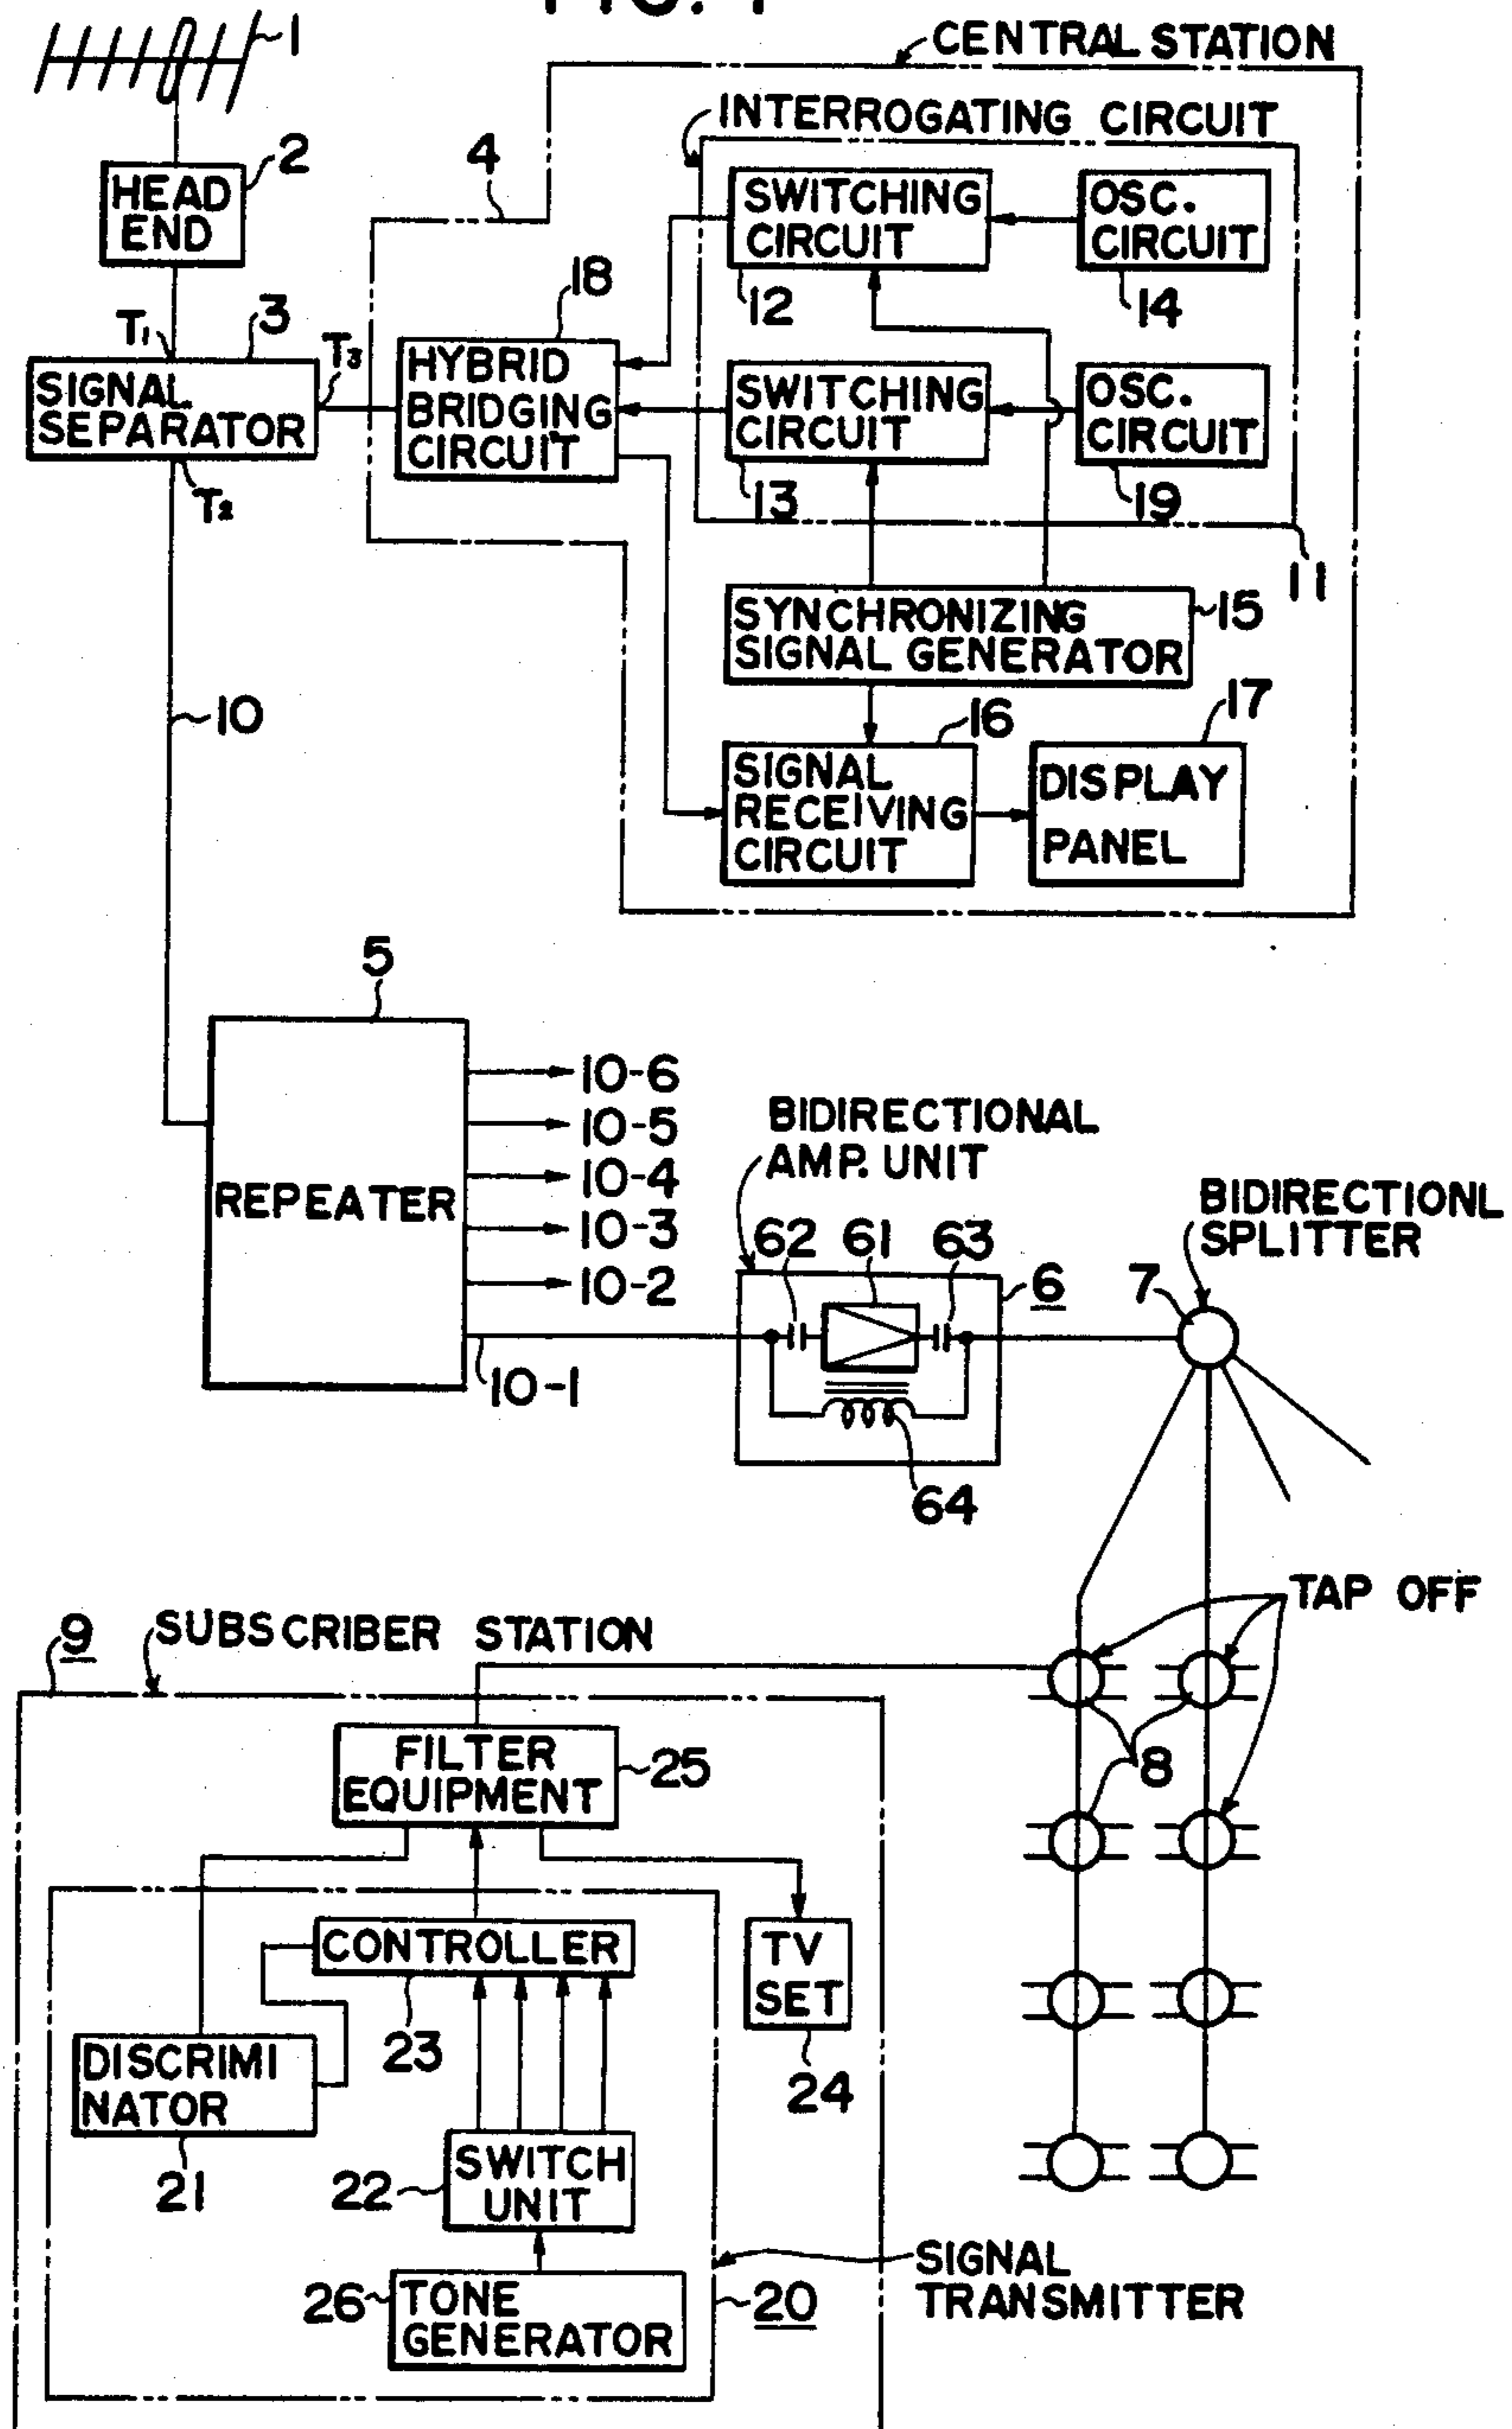 FIG. 1
1
CENTRAL STATION
INTERROGATING CIRCUIT
2
4
HEAD
END
SWITCHING
CIRCUIT
OSC.
CIRCUIT
12
14
18
T1
3
T3
SIGNAL
SEPARATOR
HYBRID
BRIDGING
CIRCUIT
SWITCHING
CIRCUIT
OSC.
CIRCUIT
T2
13
19
11
SYNCHRONIZING
SIGNAL GENERATOR
15
10
16
17
SIGNAL
RECEIVING
CIRCUIT
DISPLAY
PANEL
5
REPEATER
10-6
10-5
10-4
10-3
10-2
10-1
BIDIRECTIONAL
AMP. UNIT
62
61
63
6
64
BIDIRECTIONL
SPLITTER
7
TAP OFF
8
9
SUBSCRIBER STATION
FILTER
EQUIPMENT
25
CONTROLLER
23
TV
SET
24
DISCRIMI
NATOR
21
22
SWITCH
UNIT
26
TONE
GENERATOR
20
SIGNAL
TRANSMITTER